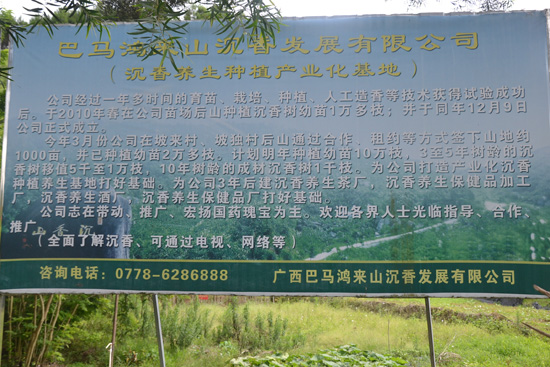 巴马鸿来山沉香发展有限公司
（沉香养生种植产业化基地）
公司经过一年多时间的育苗、栽培、种植、人工造香等技术获得试验成功
后。于2010年春在公司苗场后山种植沉香树幼苗1万多枝；并于同年12月9日
公司正式成立。
今年3月份公司在坡来村、坡独村后山通过合作、租约等方式签下山地约
1000亩，并已种植幼苗2万多枝。计划明年种植幼苗10万枝，3至5年树龄的沉
香树移值5千至1万枝，10年树龄的成材沉香树1千枝。为公司打造产业化沉香
种植养生基地打好基础。为公司3年后建沉香养生茶厂，沉香养生保健品加工
厂，沉香养生酒厂，沉香养生保健品厂打好基础。
公司志在带动、推广、宏扬国药瑰宝为主。欢迎各界人士光临指导、合作、
推广。
（全面了解沉香、可通过电视、网络等）
咨询电话：0778-6286888 广西巴马鸿来山沉香发展有限公司